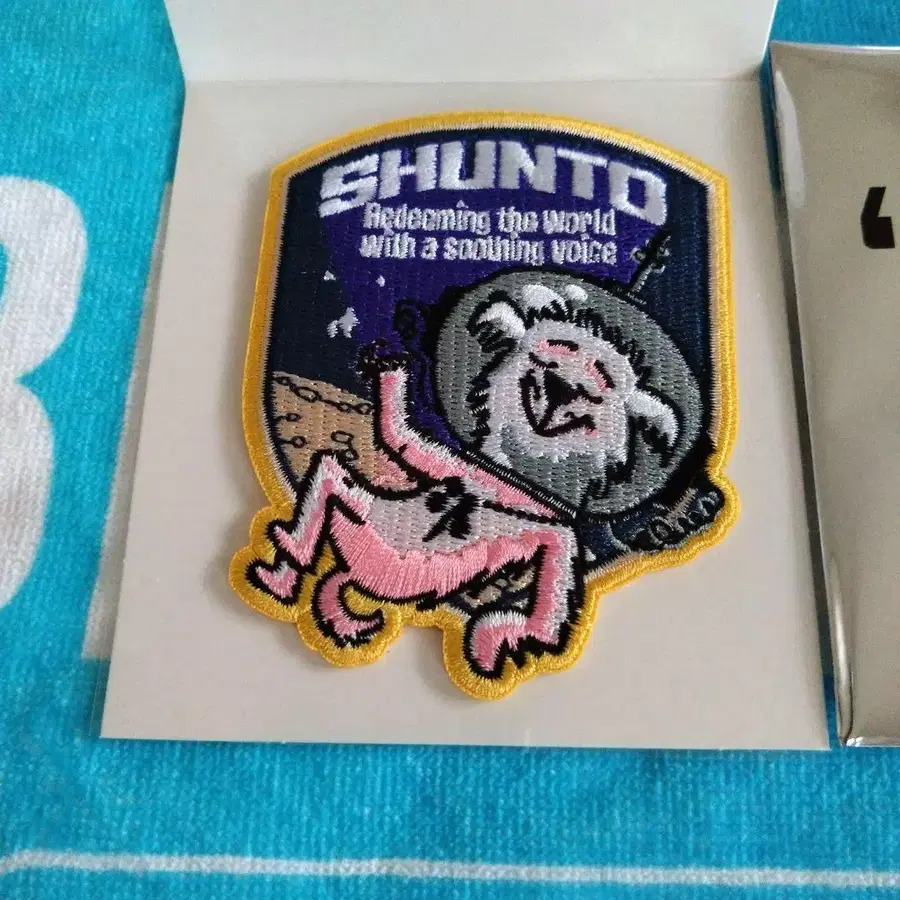 SHUNTO
Redeeming the world
with a soothing voice